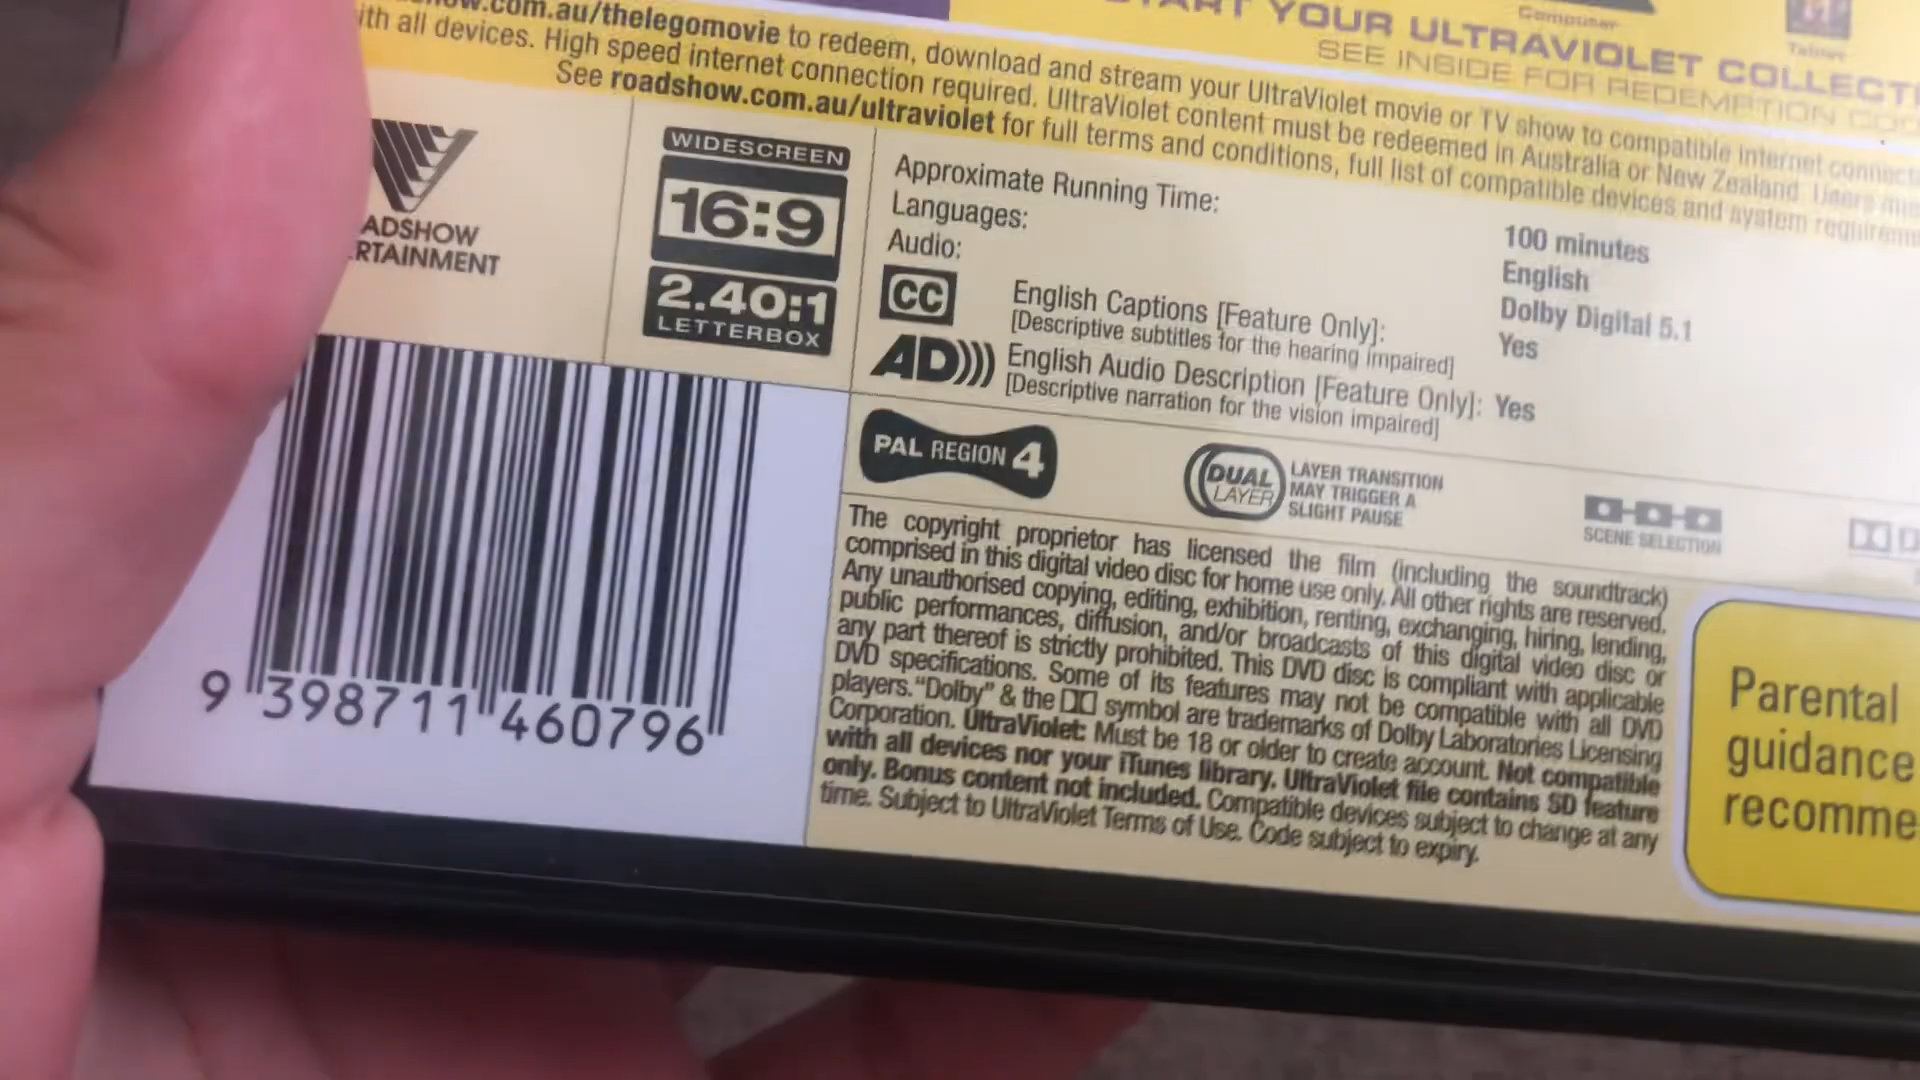 .com.au/thelegomovie to redeem, download and stream your UltraViolet movie or TV show to compatible internet
ith all devices. High speed internet connection required. UltraViolet content must be redeemed in Australia or New Zealand. Users
See roadshow.com.au/ultraviolet for full terms and conditions, full list of compatible devices and system
YOUR ULTRAVIOLET COLLECT
SEE INSIDE FOR REDEMPTION COD
Computer
Tablet
ADSHOW
RTAINMENT
WIDESCREEN
16:9
2.40:1
LETTERBOX
Approximate Running Time: 100 minutes
Languages: English
Audio: Dolby Digital 5.1
CC English Captions [Feature Only]: Yes
[Descriptive subtitles for the hearing impaired]
AD))) English Audio Description [Feature Only]: Yes
[Descriptive narration for the vision impaired]
PAL REGION 4
DUAL LAYER
LAYER TRANSITION
MAY TRIGGER A
SLIGHT PAUSE
SCENE SELECTION
The copyright proprietor has licensed the film (including the soundtrack)
comprised in this digital video disc for home use only. All other rights are reserved.
Any unauthorised copying, editing, exhibition, renting, exchanging, hiring, lending,
public performances, diffusion, and/or broadcasts of this digital video disc or
any part thereof is strictly prohibited. This DVD disc is compliant with applicable
DVD specifications. Some of its features may not be compatible with all DVD
players. “Dolby” & the symbol are trademarks of Dolby Laboratories Licensing
Corporation. UltraViolet: Must be 18 or older to create account. Not compatible
with all devices nor your iTunes library. UltraViolet file contains SD feature
only. Bonus content not included. Compatible devices subject to change at any
time. Subject to UltraViolet Terms of Use. Code subject to expiry.
Parental
guidance
recomme
9 398711 460796